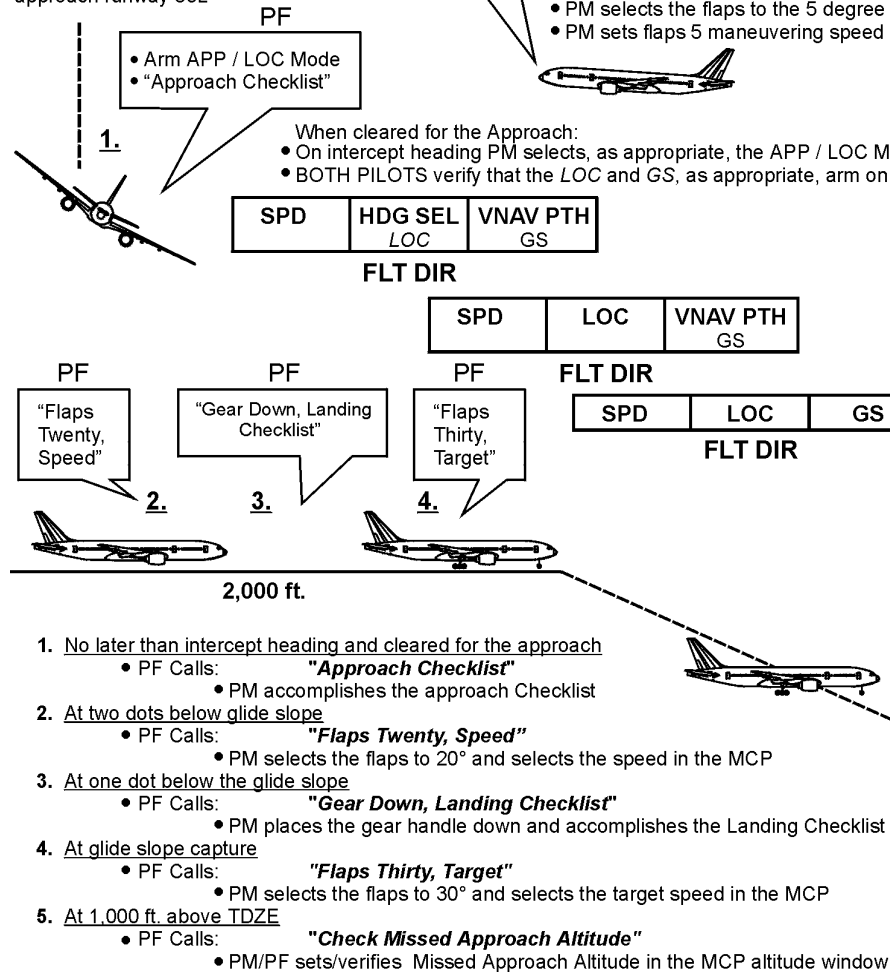 PF
• PM selects the flaps to the 5 degree
• PM sets flaps 5 maneuvering speed
• Arm APP / LOC Mode
• “Approach Checklist”
1.
When cleared for the Approach:
• On intercept heading PM selects, as appropriate, the APP / LOC M
• BOTH PILOTS verify that the LOC and GS, as appropriate, arm on
SPD HDG SEL VNAV PTH
LOC GS
FLT DIR
SPD LOC VNAV PTH
GS
FLT DIR
SPD LOC GS
FLT DIR
PF
“Flaps
Twenty,
Speed”
2.
PF
“Gear Down, Landing
Checklist”
3.
PF
“Flaps
Thirty,
Target”
4.
2,000 ft.
1. No later than intercept heading and cleared for the approach
• PF Calls: "Approach Checklist"
• PM accomplishes the approach Checklist
2. At two dots below glide slope
• PF Calls: "Flaps Twenty, Speed”
• PM selects the flaps to 20° and selects the speed in the MCP
3. At one dot below the glide slope
• PF Calls: "Gear Down, Landing Checklist"
• PM places the gear handle down and accomplishes the Landing Checklist
4. At glide slope capture
• PF Calls: "Flaps Thirty, Target"
• PM selects the flaps to 30° and selects the target speed in the MCP
5. At 1,000 ft. above TDZE
• PF Calls: "Check Missed Approach Altitude"
• PM/PF sets/verifies Missed Approach Altitude in the MCP altitude window